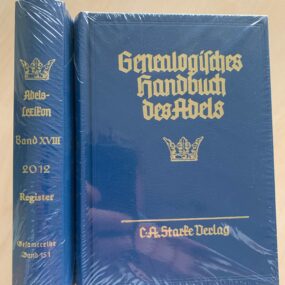 Adels-
Lexikon
Band XVIII
2012
Register
Gesamtreihe
Band 151
Genealogisches
Handbuch
des Adels
C.A. Starke Verlag